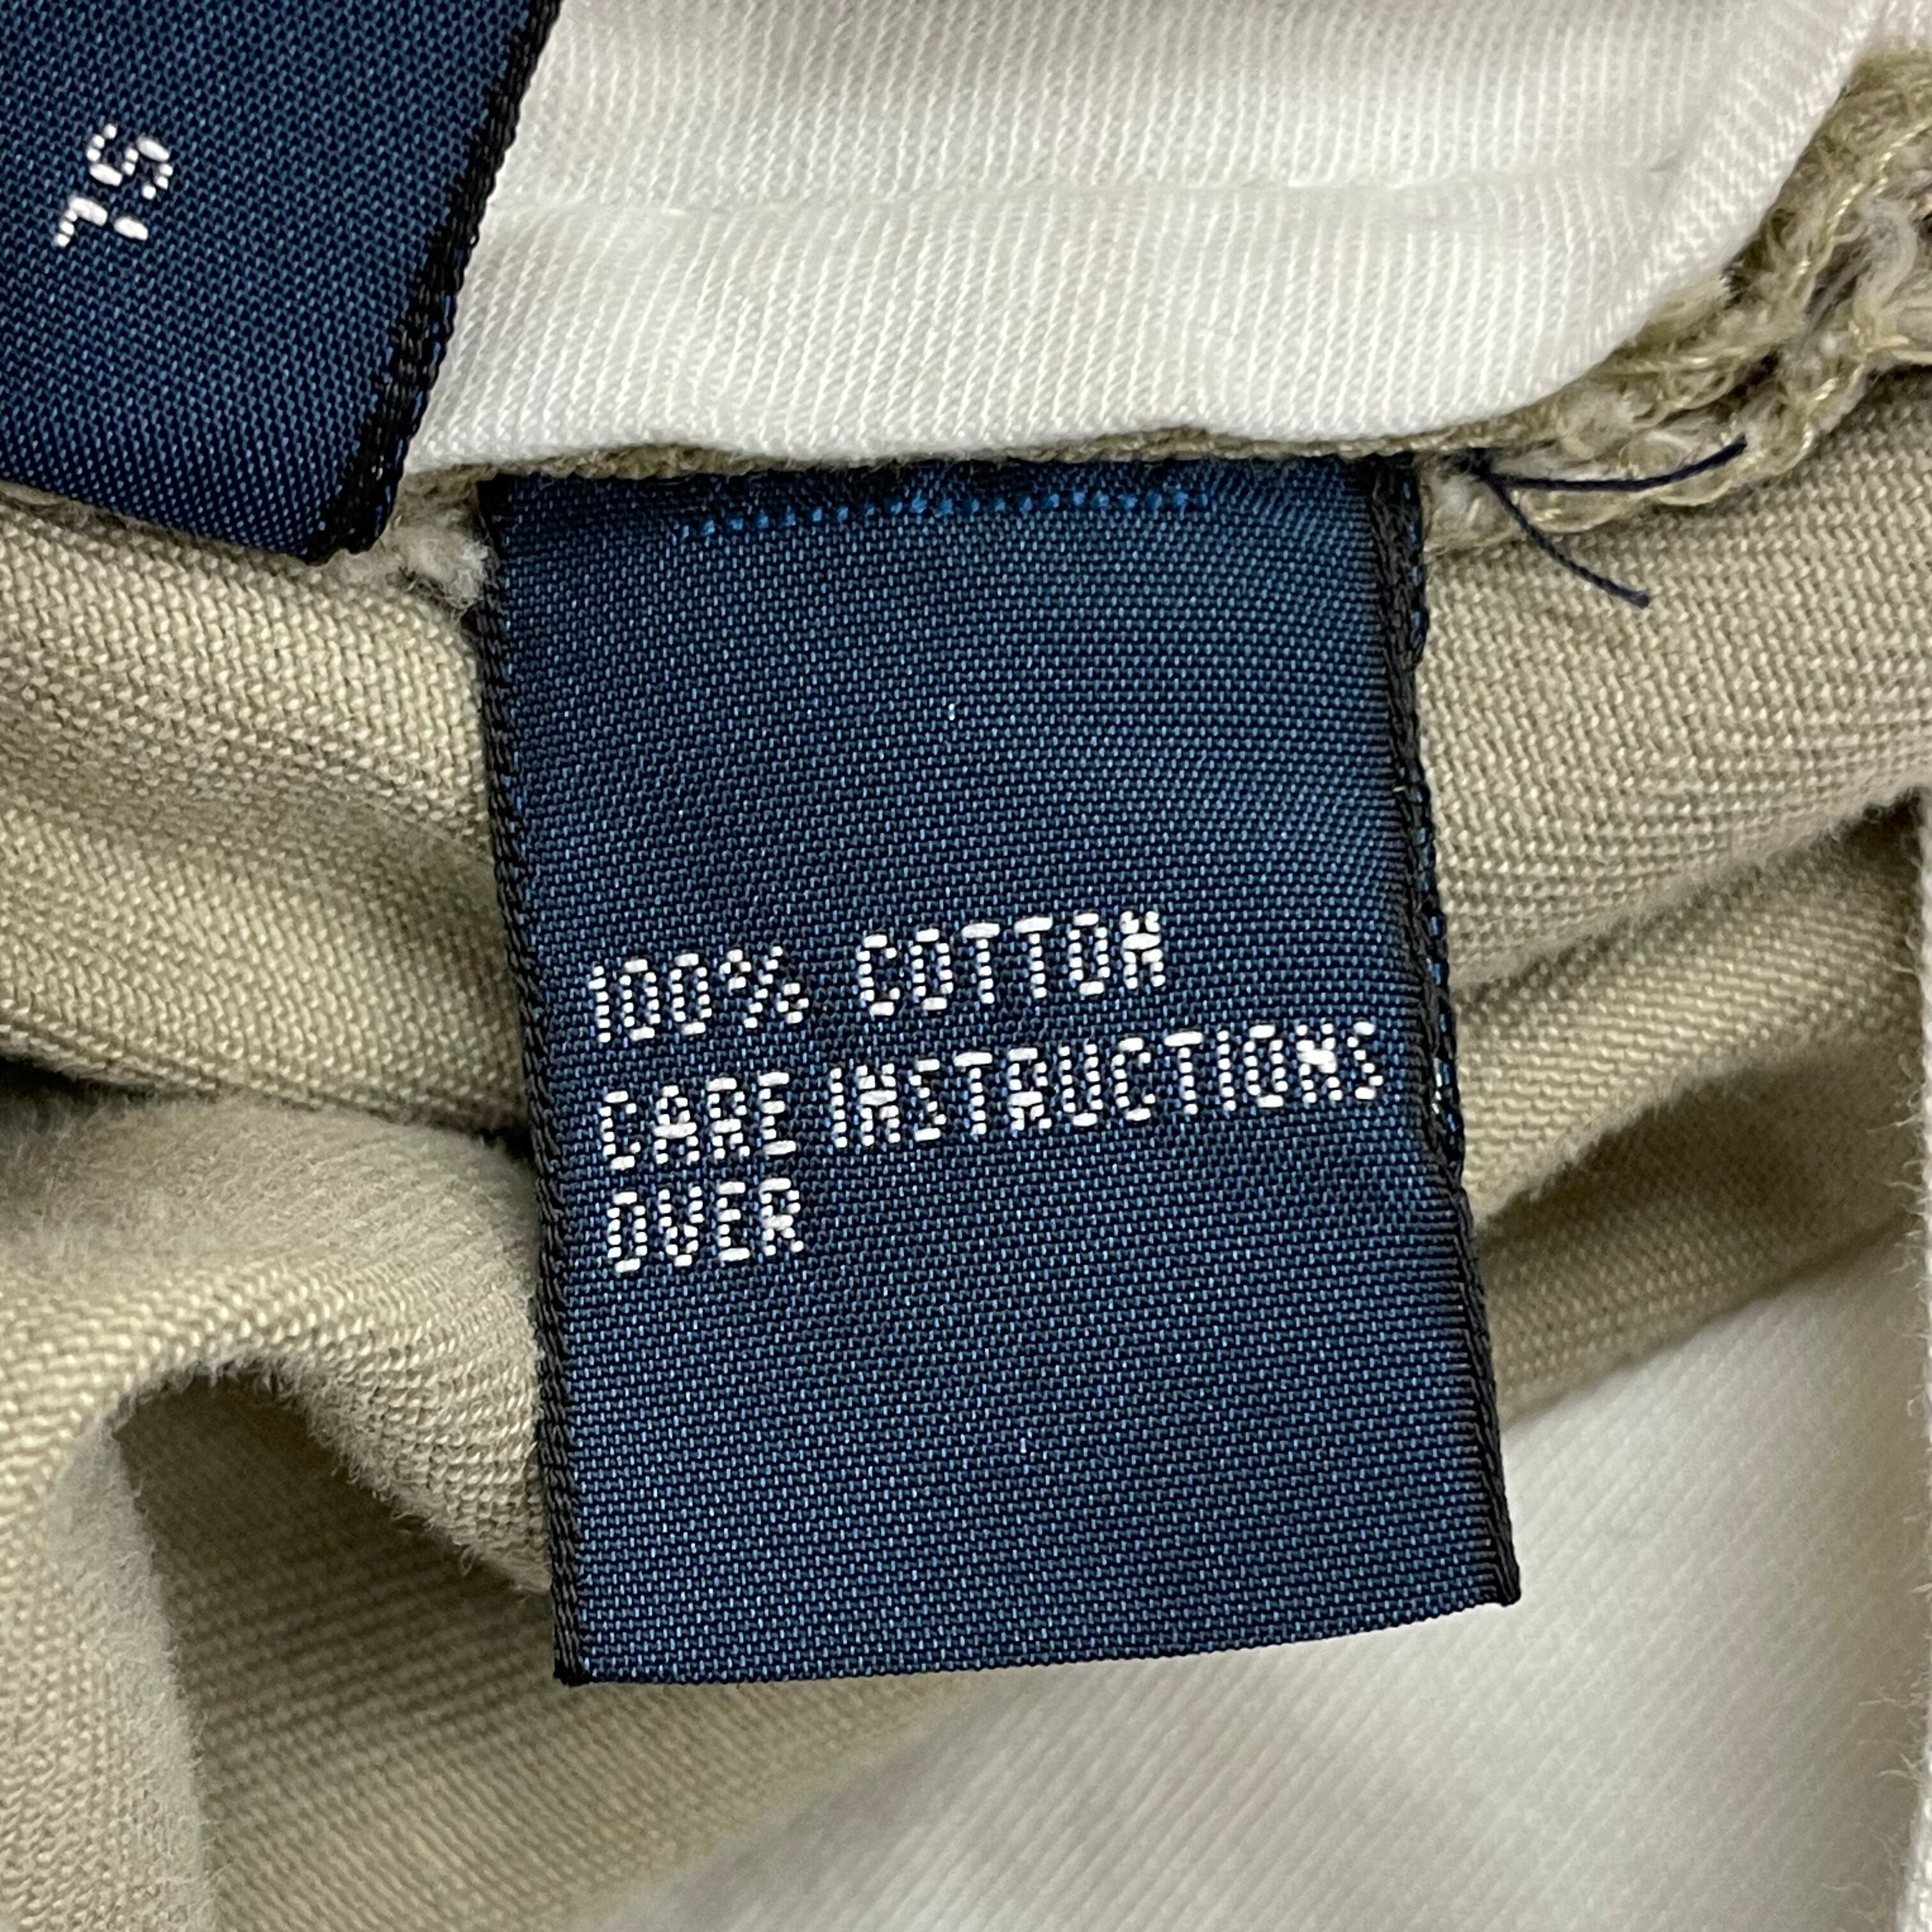 100% COTTON
CARE INSTRUCTIONS
OVER